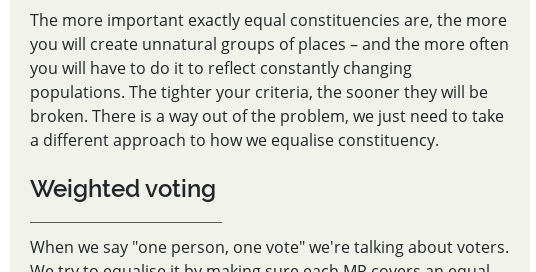 The more important exactly equal constituencies are, the more
you will create unnatural groups of places – and the more often
you will have to do it to reflect constantly changing
populations. The tighter your criteria, the sooner they will be
broken. There is a way out of the problem, we just need to take
a different approach to how we equalise constituency.
Weighted voting
When we say "one person, one vote" we're talking about voters.
We try to equalise it by making sure each MP covers an equal